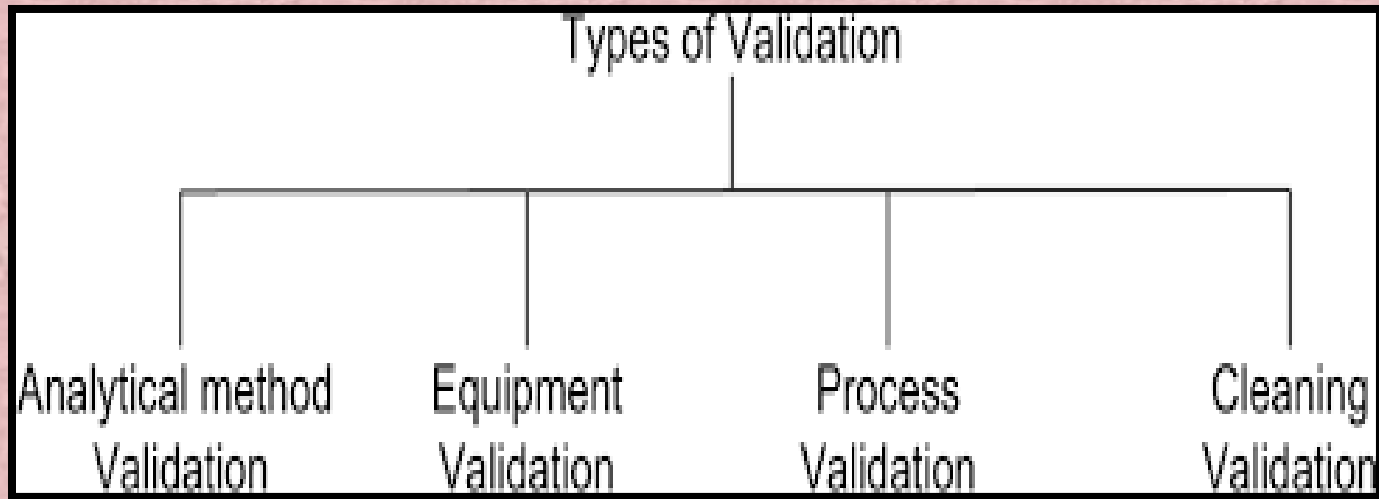 Types of Validation
Analytical method
Validation
Equipment
Validation
Process
Validation
Cleaning
Validation